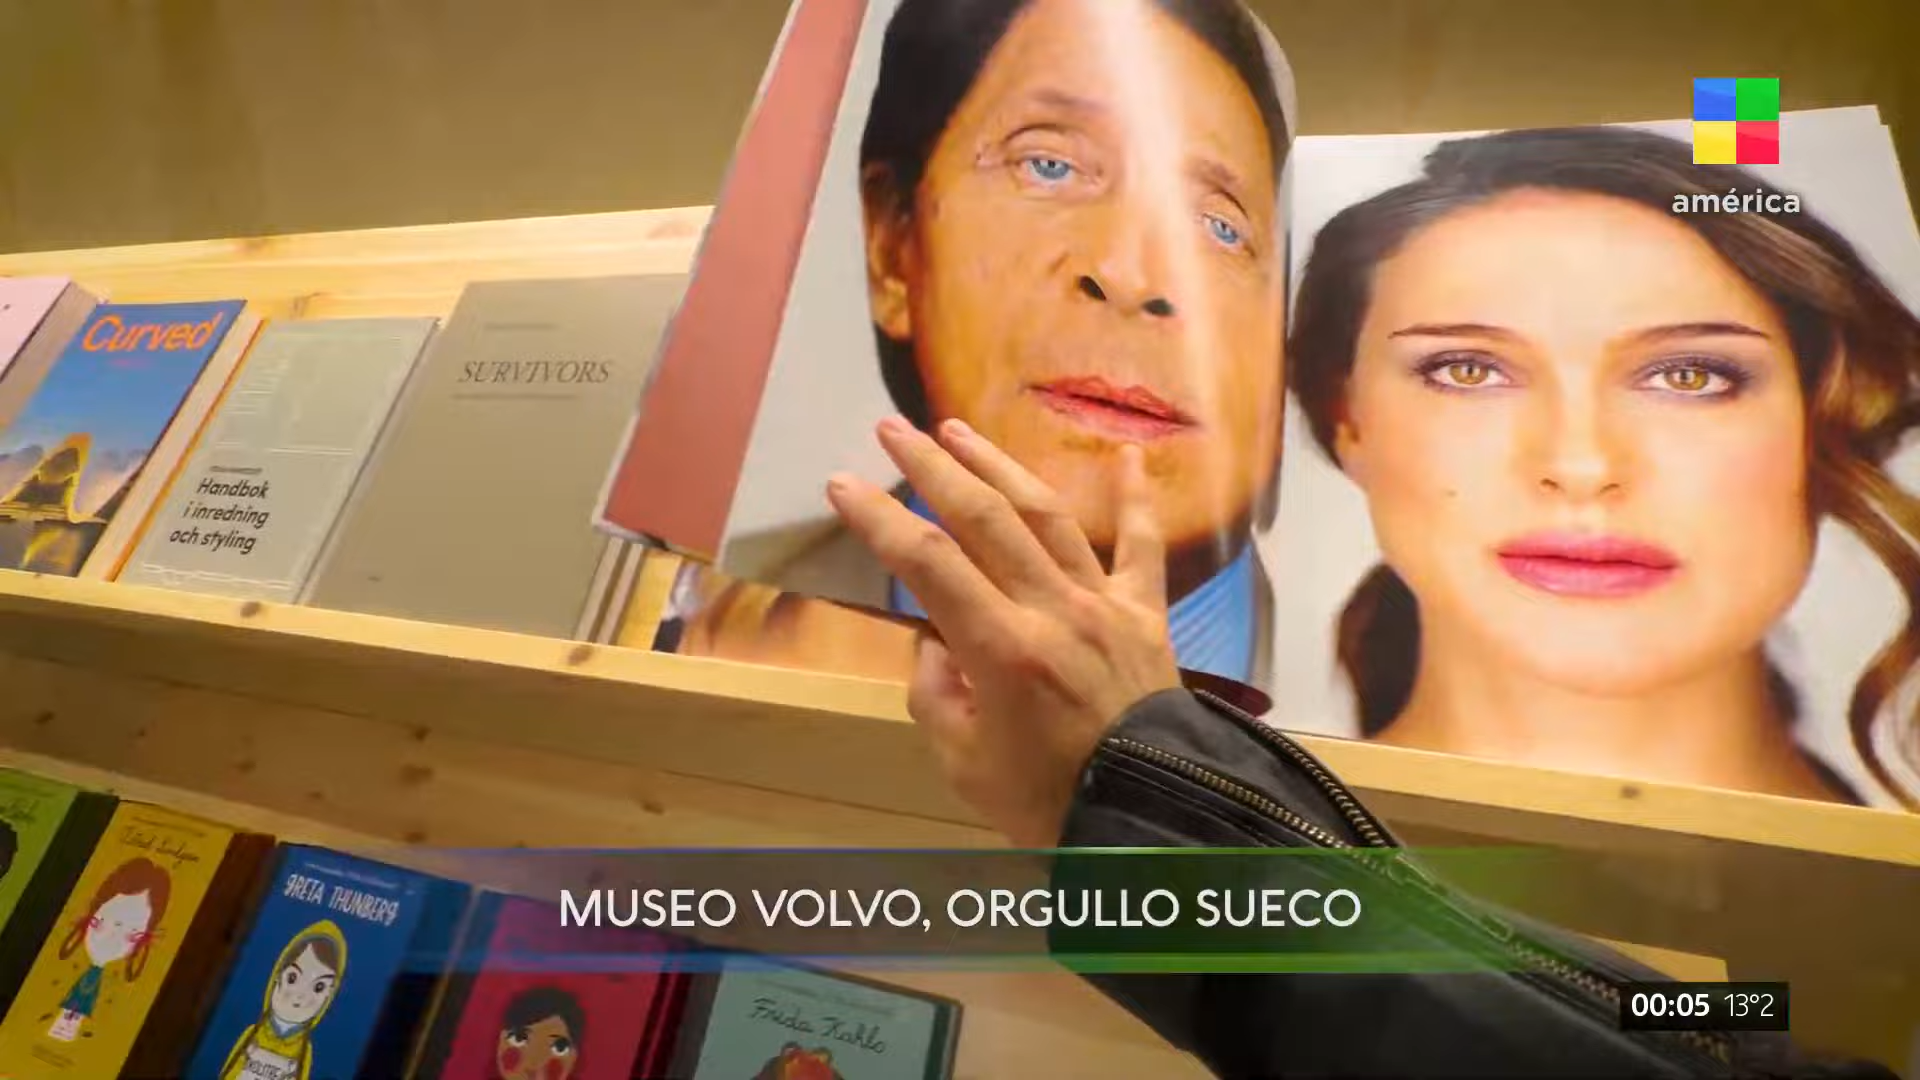 américa
Curved
SURVIVORS
Handbok
i inredning
och styling
GRETA THUNBERG
Frida Kahlo
MUSEO VOLVO, ORGULLO SUECO
00:05 13°2